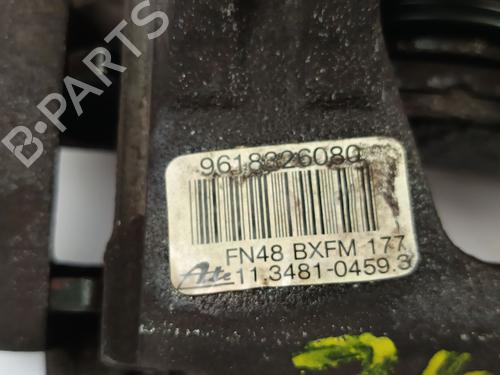 B-PARTS
9618326080
FN48 BXFM 177
Ate 11.3481-0459.3